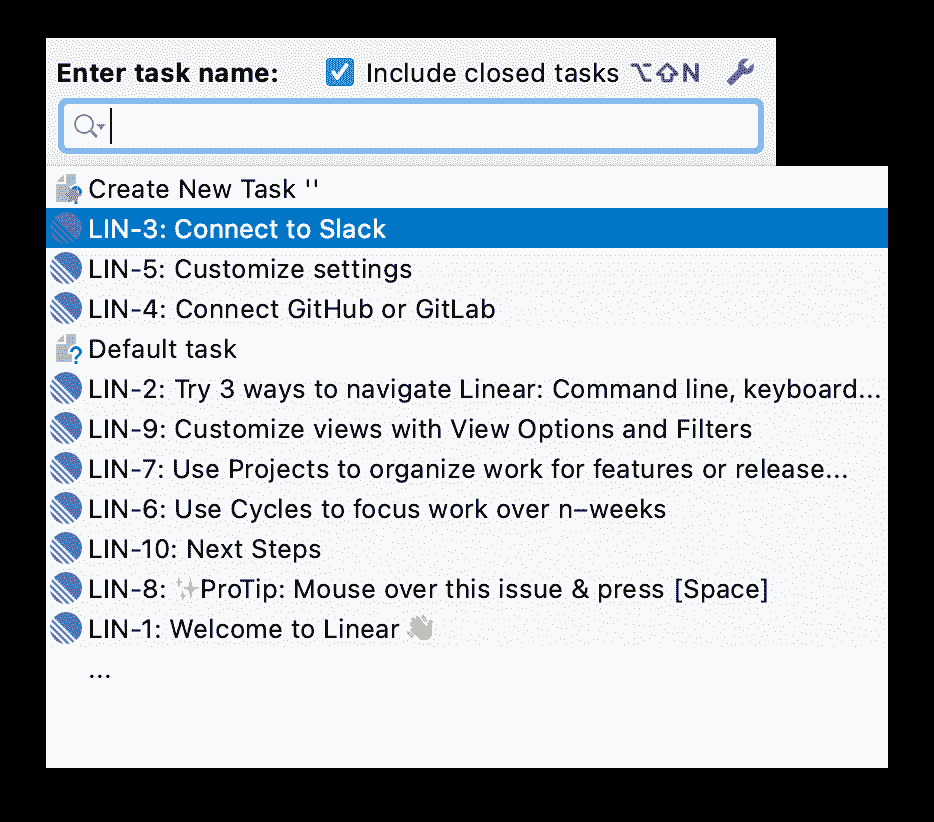 Enter task name: Include closed tasks ⌥⇧N
Create New Task ''
LIN-3: Connect to Slack
LIN-5: Customize settings
LIN-4: Connect GitHub or GitLab
Default task
LIN-2: Try 3 ways to navigate Linear: Command line, keyboard...
LIN-9: Customize views with View Options and Filters
LIN-7: Use Projects to organize work for features or release...
LIN-6: Use Cycles to focus work over n–weeks
LIN-10: Next Steps
LIN-8: ✨ProTip: Mouse over this issue & press [Space]
LIN-1: Welcome to Linear 👋
...